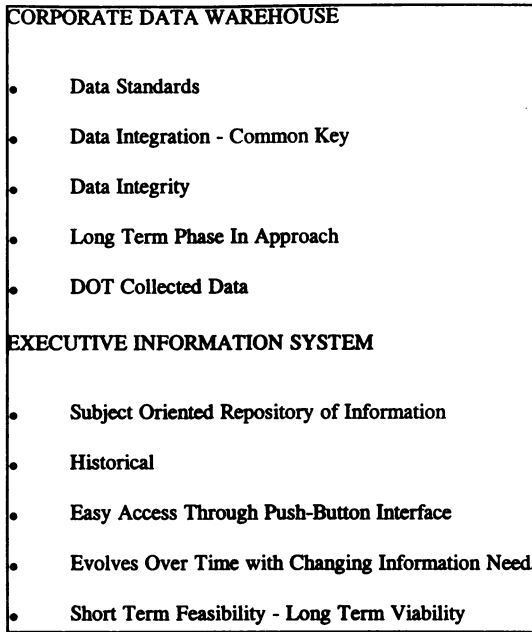 CORPORATE DATA WAREHOUSE
• Data Standards
• Data Integration - Common Key
• Data Integrity
• Long Term Phase In Approach
• DOT Collected Data
EXECUTIVE INFORMATION SYSTEM
• Subject Oriented Repository of Information
• Historical
• Easy Access Through Push-Button Interface
• Evolves Over Time with Changing Information Need
• Short Term Feasibility - Long Term Viability